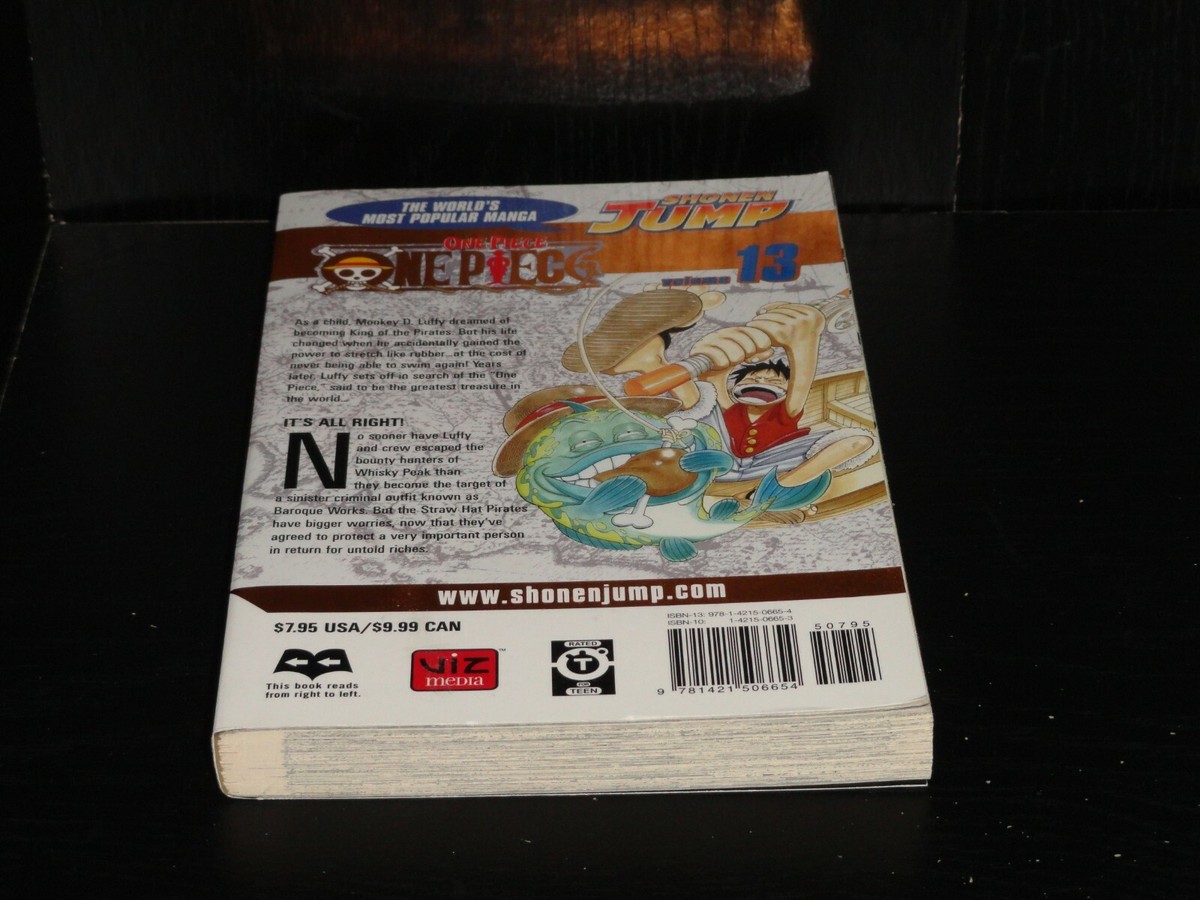 THE WORLD'S
MOST POPULAR MANGA
SHONEN
JUMP
ONE PIECE
ONE PIECE
volume 13
As a child, Monkey D. Luffy dreamed of
becoming King of the Pirates. But his life
changed when he accidentally gained the
power to stretch like rubber...at the cost of
never being able to swim again! Years
later, Luffy sets off in search of the "One
Piece," said to be the greatest treasure in
the world...
IT'S ALL RIGHT!
No sooner have Luffy
and crew escaped the
bounty hunters of
Whisky Peak than
they become the target of
a sinister criminal outfit known as
Baroque Works. But the Straw Hat Pirates
have bigger worries, now that they've
agreed to protect a very important person
in return for untold riches.
www.shonenjump.com
$7.95 USA/$9.99 CAN
This book reads
from right to left.
VIZ
MEDIA
TM
RATED
T
FOR
TEEN
ISBN-13: 978-1-4215-0665-4
ISBN-10: 1-4215-0665-3
50795
9 781421 506654